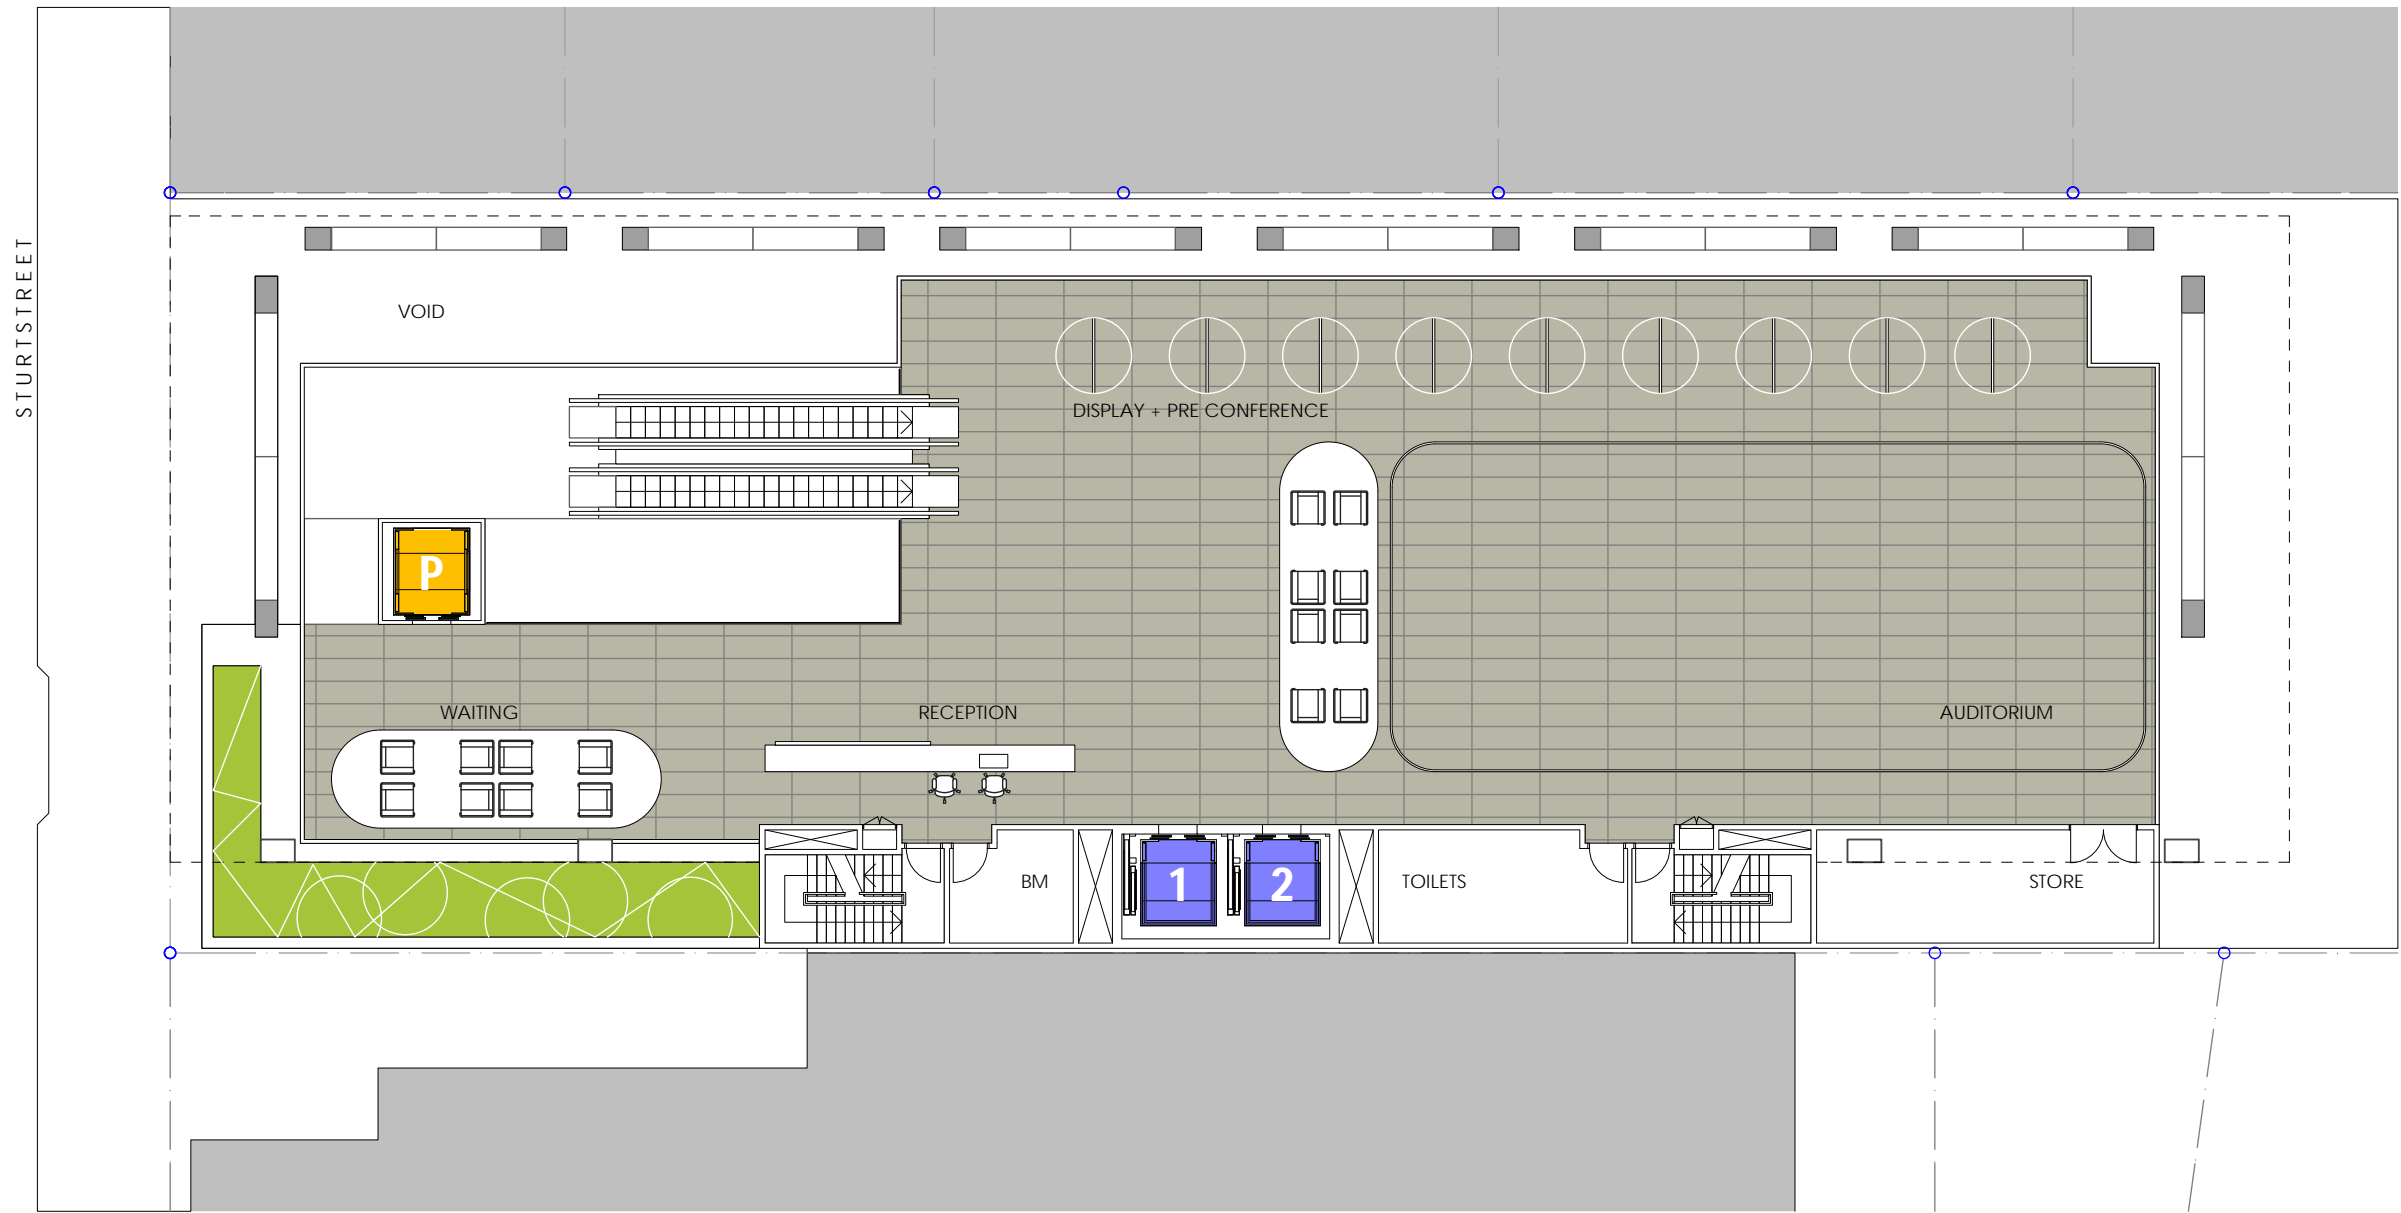 STURTSTREET
VOID
DISPLAY + PRE CONFERENCE
P
WAITING
RECEPTION
AUDITORIUM
BM
1
2
TOILETS
STORE